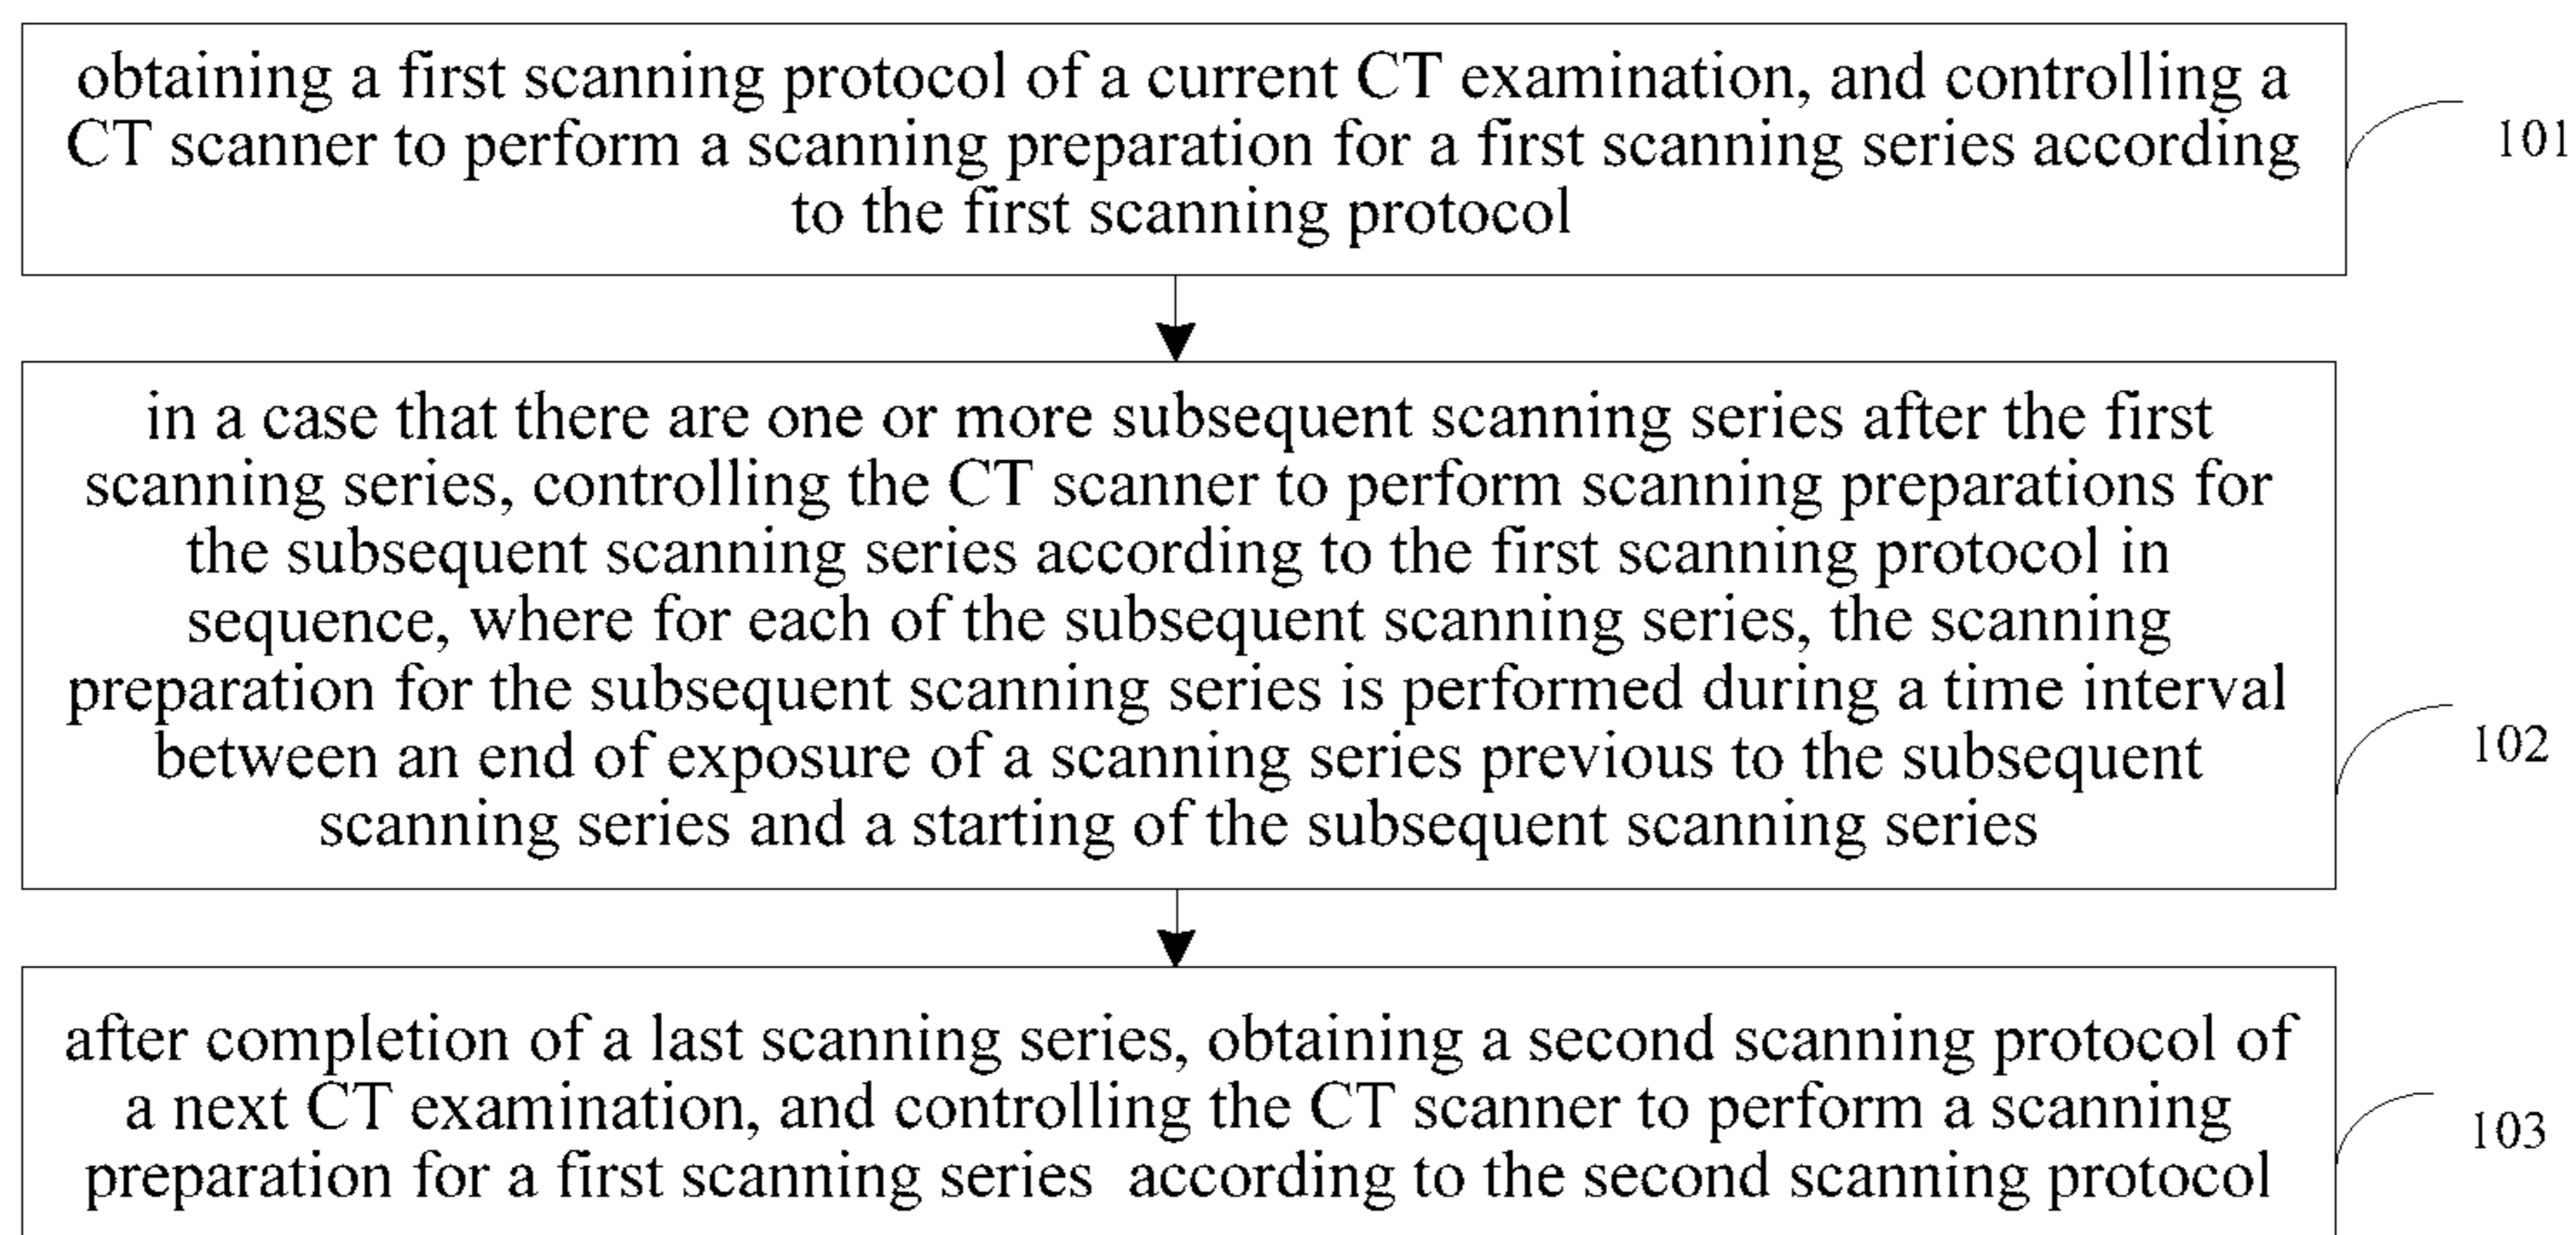 obtaining a first scanning protocol of a current CT examination, and controlling a
CT scanner to perform a scanning preparation for a first scanning series according
to the first scanning protocol
101
in a case that there are one or more subsequent scanning series after the first
scanning series, controlling the CT scanner to perform scanning preparations for
the subsequent scanning series according to the first scanning protocol in
sequence, where for each of the subsequent scanning series, the scanning
preparation for the subsequent scanning series is performed during a time interval
between an end of exposure of a scanning series previous to the subsequent
scanning series and a starting of the subsequent scanning series
102
after completion of a last scanning series, obtaining a second scanning protocol of
a next CT examination, and controlling the CT scanner to perform a scanning
preparation for a first scanning series according to the second scanning protocol
103